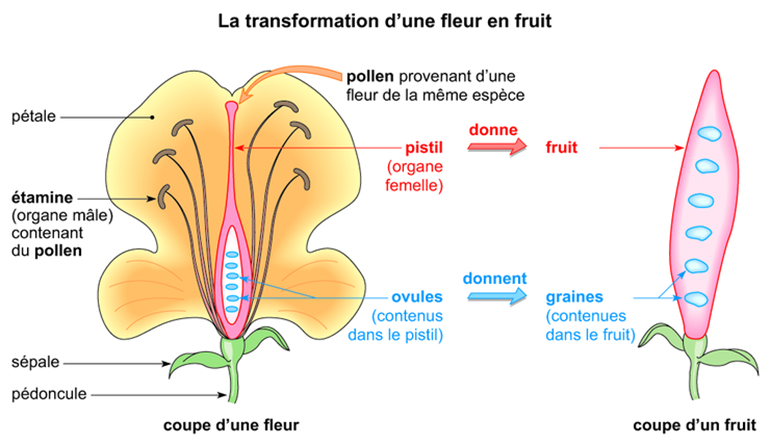 La transformation d'une fleur en fruit
pollen provenant d'une
fleur de la même espèce
pétale
donne
pistil
(organe
femelle)
fruit
étamine
(organe mâle)
contenant
du pollen
donnent
ovules
(contenus
dans le pistil)
graines
(contenues
dans le fruit)
sépale
pédoncule
coupe d'une fleur
coupe d'un fruit